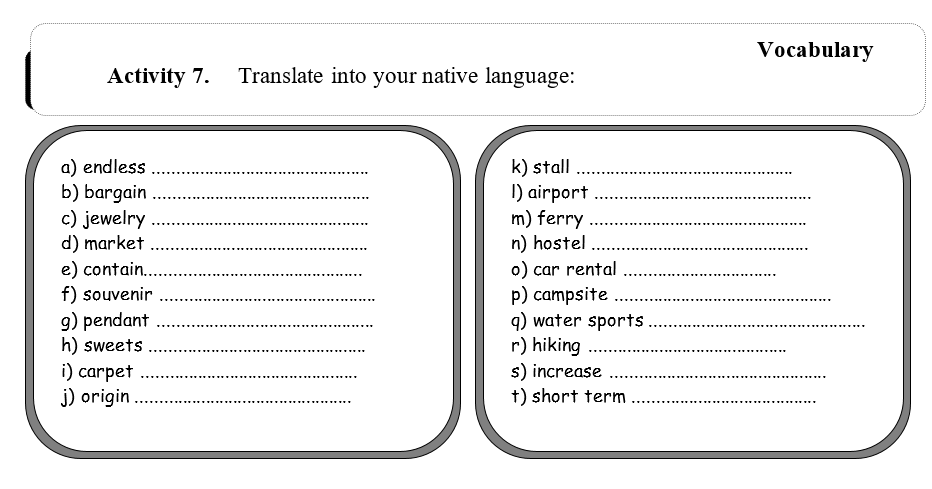 Vocabulary
Activity 7. Translate into your native language:
a) endless ............................................
b) bargain ............................................
c) jewelry ............................................
d) market ............................................
e) contain............................................
f) souvenir ............................................
g) pendant ............................................
h) sweets ............................................
i) carpet ............................................
j) origin ............................................
k) stall ............................................
l) airport ............................................
m) ferry ............................................
n) hostel ............................................
o) car rental ...............................
p) campsite ............................................
q) water sports ............................................
r) hiking ........................................
s) increase ............................................
t) short term ......................................